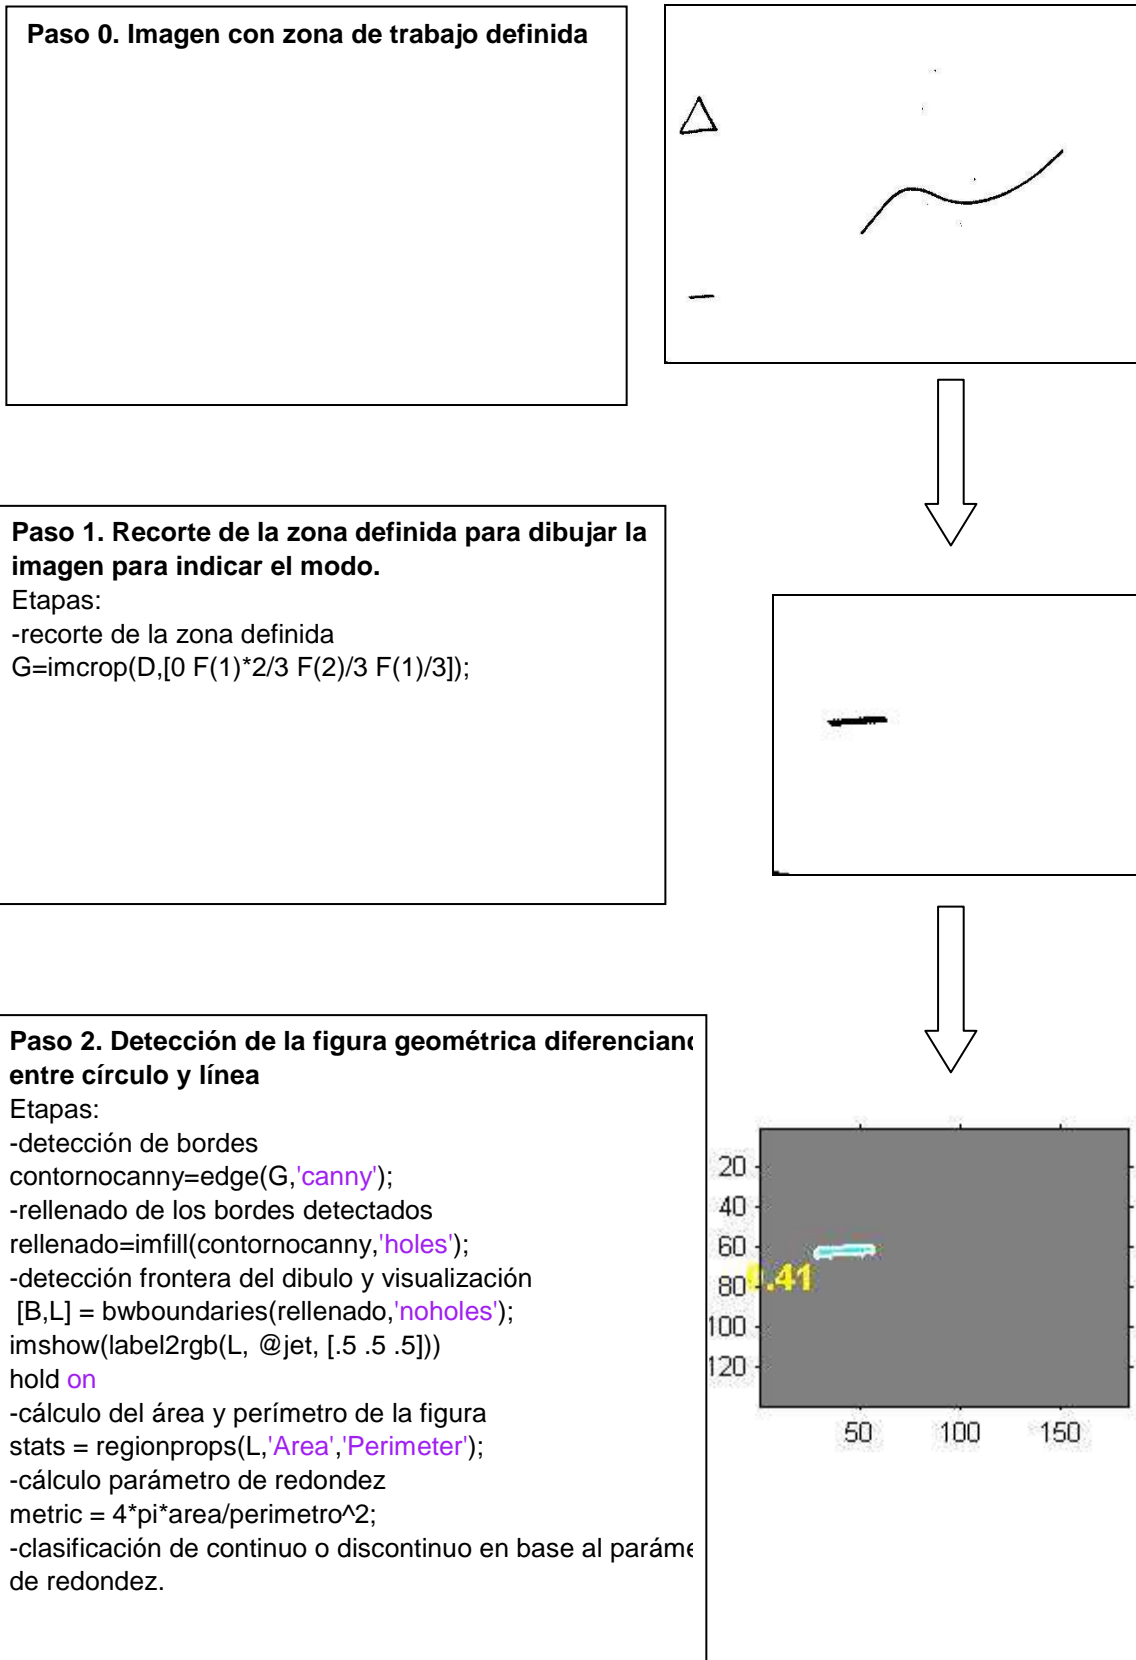 Paso 0. Imagen con zona de trabajo definida
Paso 1. Recorte de la zona definida para dibujar la
imagen para indicar el modo.
Etapas:
-recorte de la zona definida
G=imcrop(D,[0 F(1)*2/3 F(2)/3 F(1)/3]);
Paso 2. Detección de la figura geométrica diferenciand
entre círculo y línea
Etapas:
-detección de bordes
contornocanny=edge(G,'canny');
-rellenado de los bordes detectados
rellenado=imfill(contornocanny,'holes');
-detección frontera del dibulo y visualización
[B,L] = bwboundaries(rellenado,'noholes');
imshow(label2rgb(L, @jet, [.5 .5 .5]))
hold on
-cálculo del área y perímetro de la figura
stats = regionprops(L,'Area','Perimeter');
-cálculo parámetro de redondez
metric = 4*pi*area/perimetro^2;
-clasificación de continuo o discontinuo en base al paráme
de redondez.
20
40
60
80
.41
100
120
50 100 150